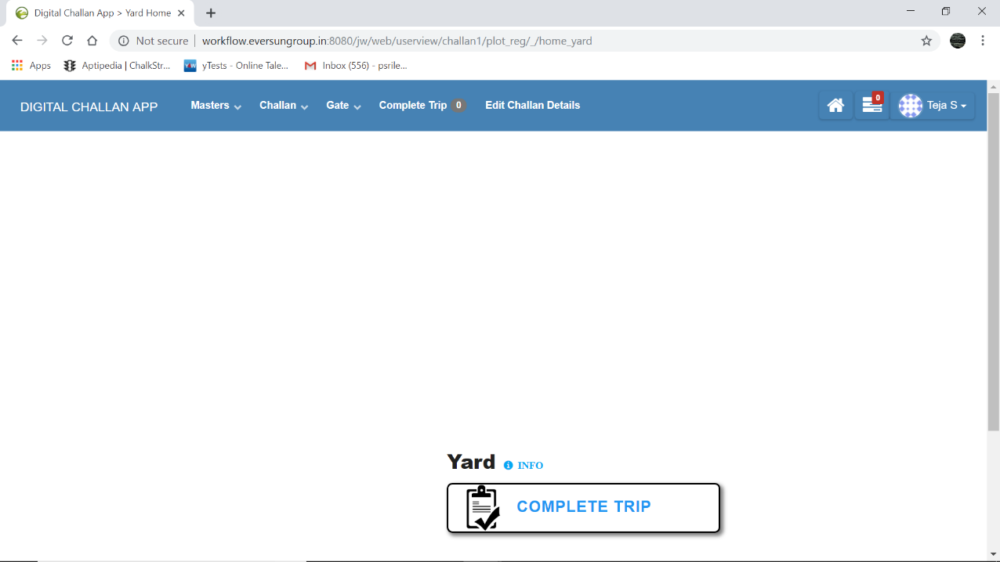 Digital Challan App > Yard Home
Not secure workflow.eversungroup.in:8080/jw/web/userview/challan1/plot_reg/_/home_yard
Apps Aptipedia | ChalkStr... YAW yTests - Online Tale... Inbox (556) - psrile...
DIGITAL CHALLAN APP Masters Challan Gate Complete Trip 0 Edit Challan Details 0 Teja S
Yard INFO
COMPLETE TRIP